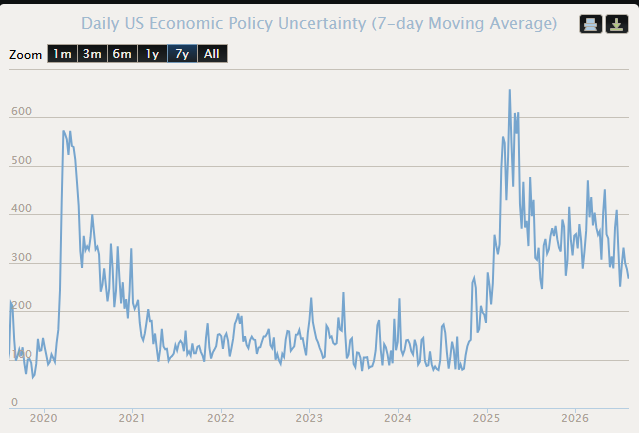 Daily US Economic Policy Uncertainty (7-day Moving Average)
Zoom 1m 3m 6m 1y 7y All
600
500
400
300
200
100
0
2020 2021 2022 2023 2024 2025 2026